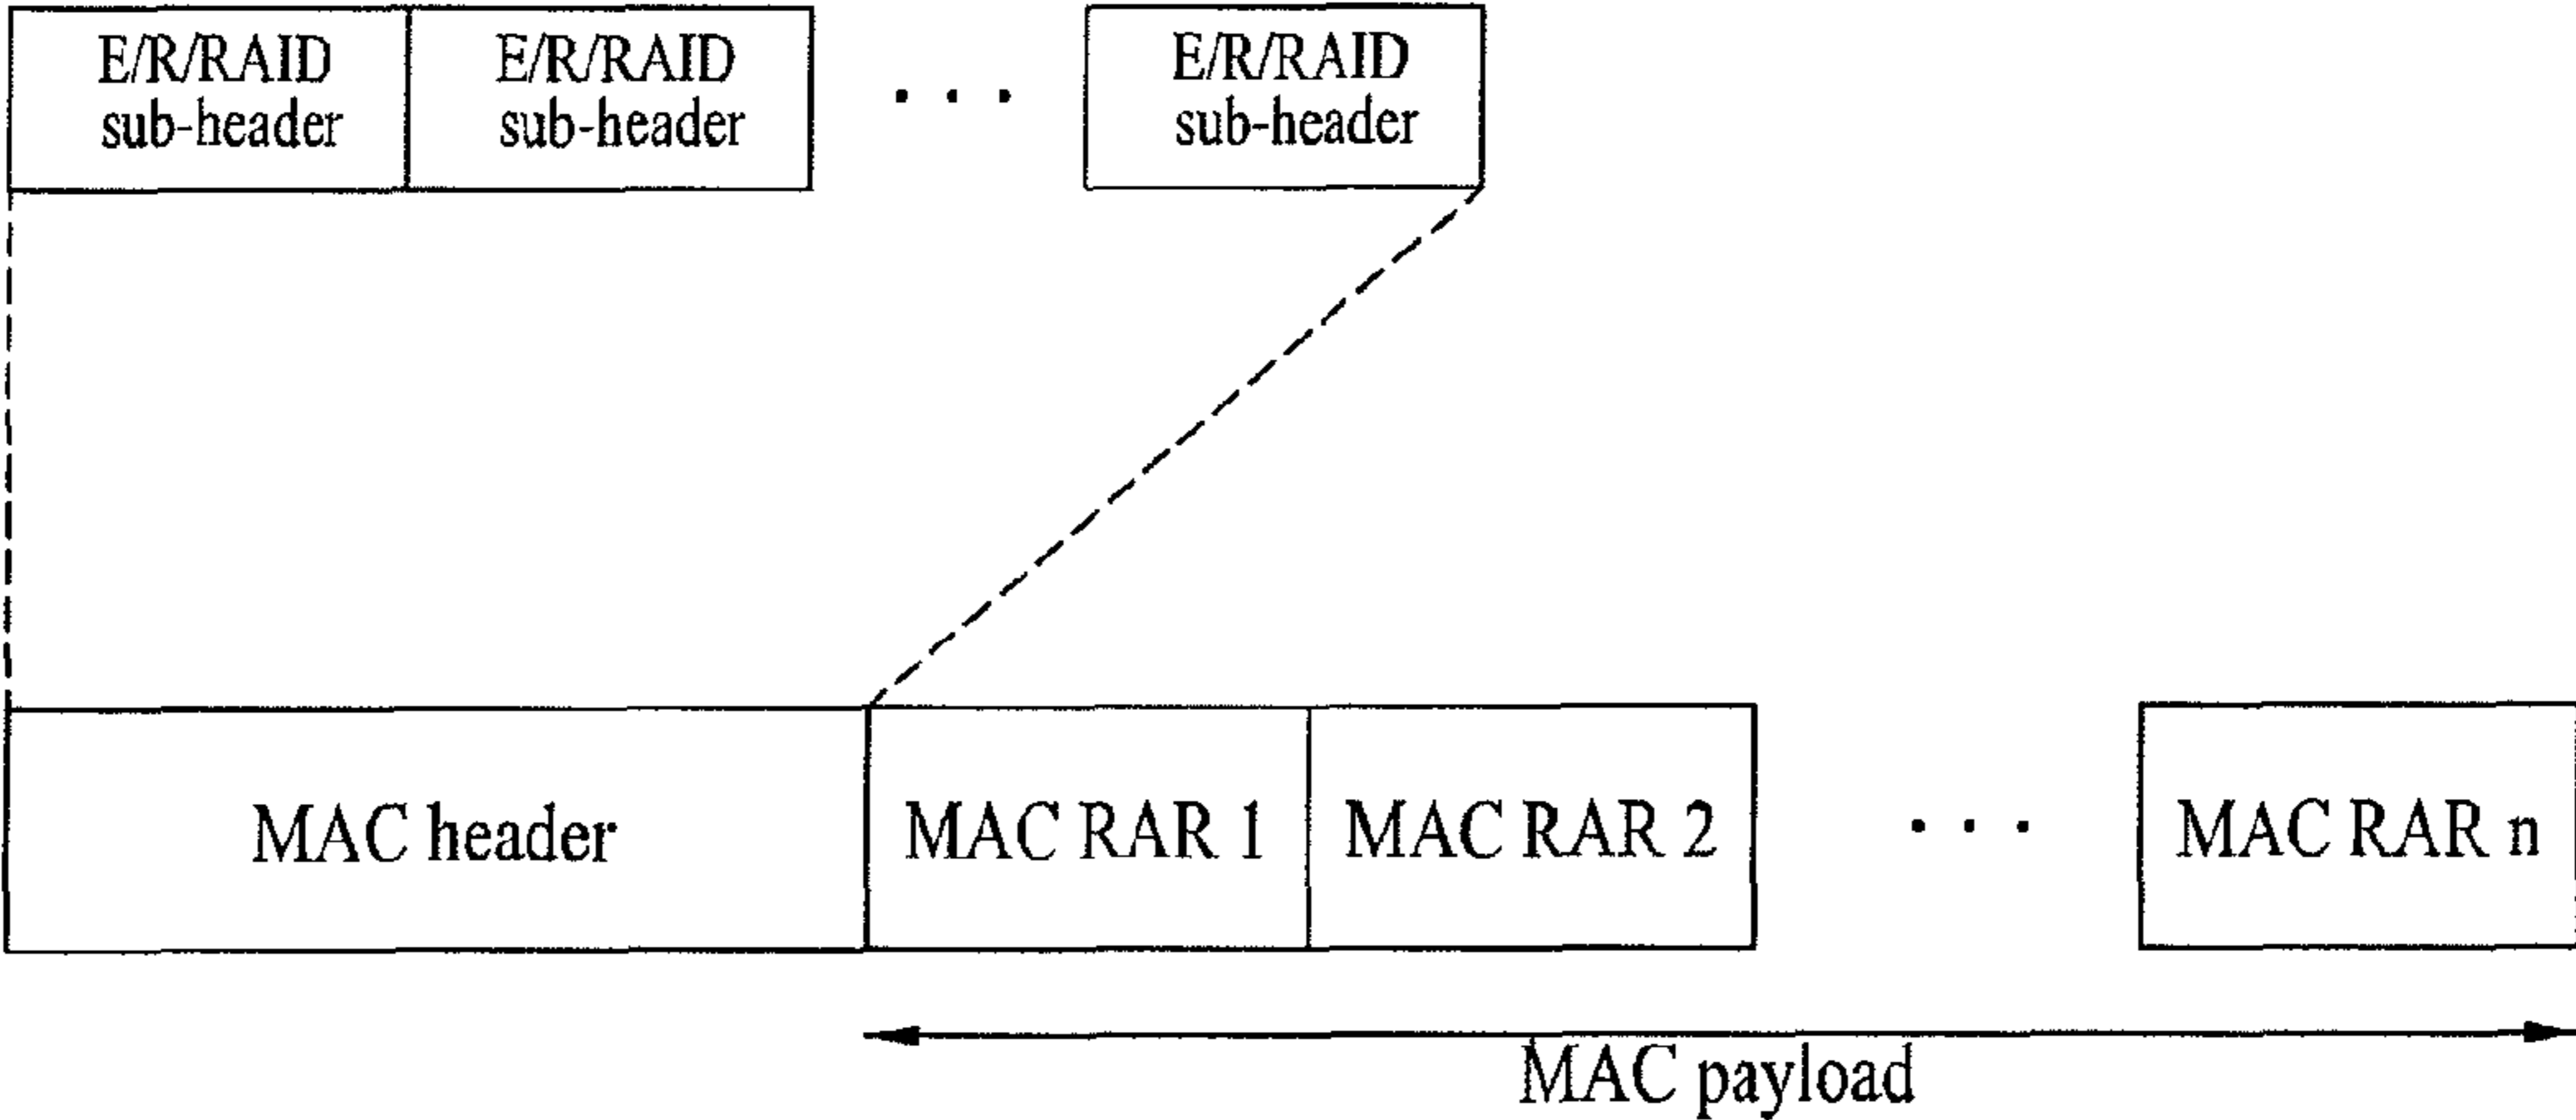 E/R/RAID
sub-header
E/R/RAID
sub-header
. . .
E/R/RAID
sub-header
MAC header
MAC RAR 1
MAC RAR 2
. . .
MAC RAR n
MAC payload